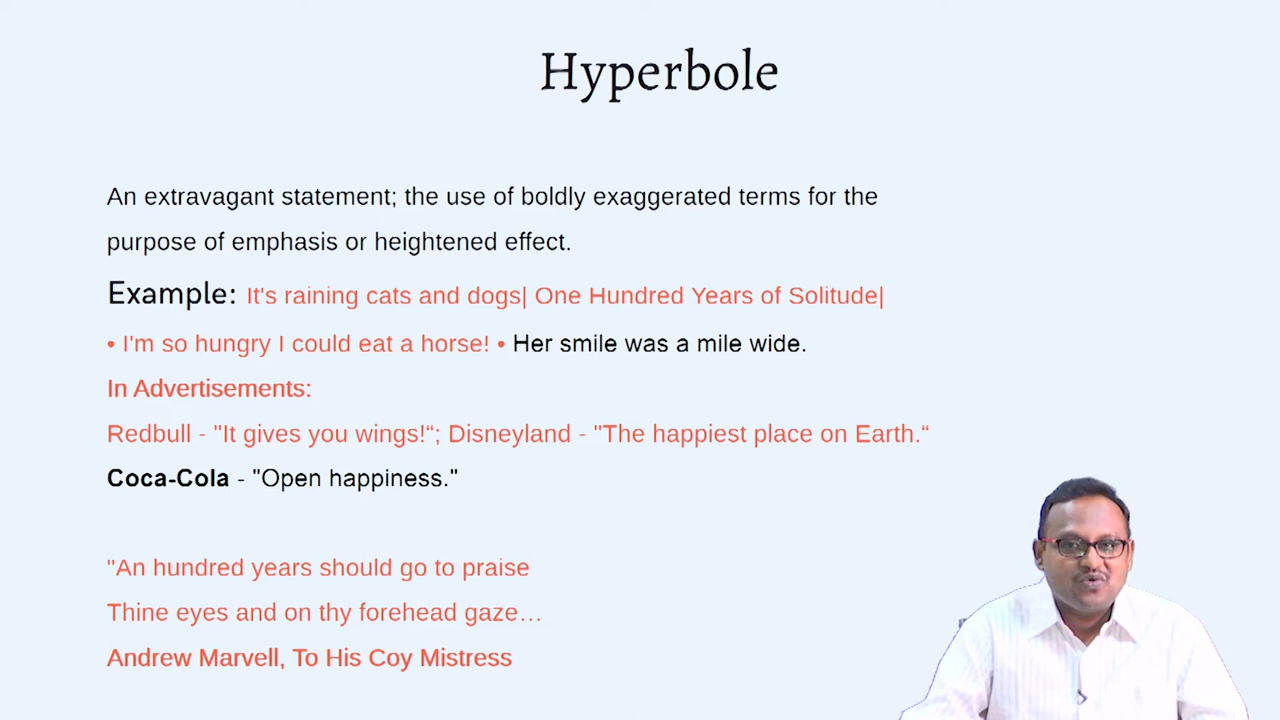 Hyperbole
An extravagant statement; the use of boldly exaggerated terms for the
purpose of emphasis or heightened effect.
Example: It's raining cats and dogs| One Hundred Years of Solitude|
• I'm so hungry I could eat a horse! • Her smile was a mile wide.
In Advertisements:
Redbull - "It gives you wings!“; Disneyland - "The happiest place on Earth.“
Coca-Cola - "Open happiness."
"An hundred years should go to praise
Thine eyes and on thy forehead gaze…
Andrew Marvell, To His Coy Mistress